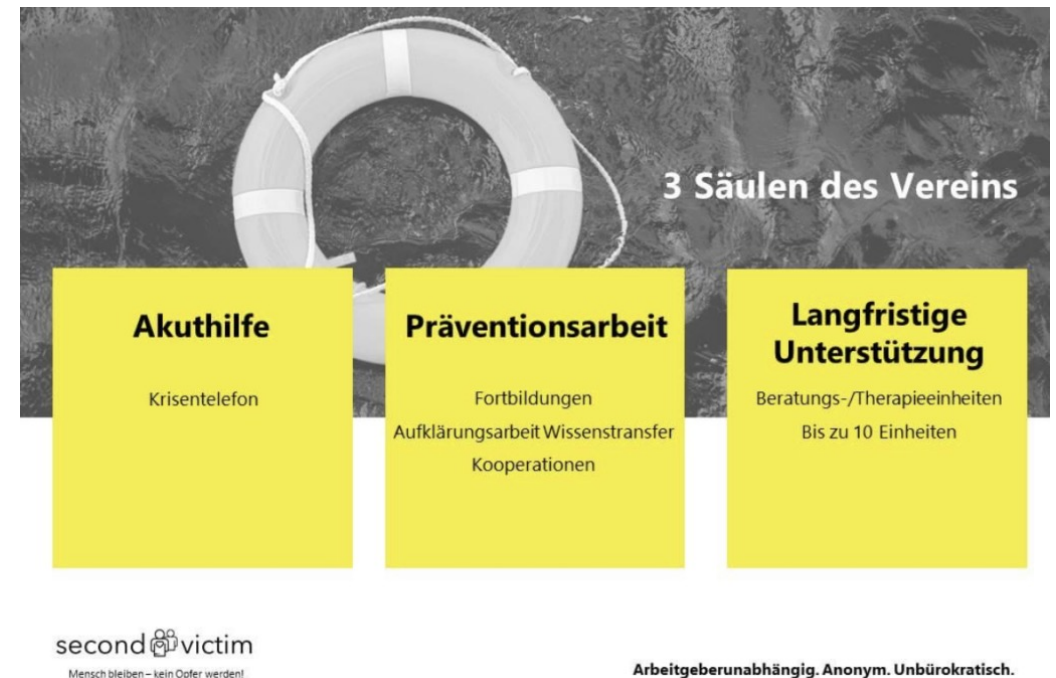 3 Säulen des Vereins
Akuthilfe
Krisentelefon
Präventionsarbeit
Fortbildungen
Aufklärungsarbeit Wissenstransfer
Kooperationen
Langfristige
Unterstützung
Beratungs-/Therapieeinheiten
Bis zu 10 Einheiten
second victim
Mensch bleiben – kein Opfer werden!
Arbeitgeberunabhängig. Anonym. Unbürokratisch.